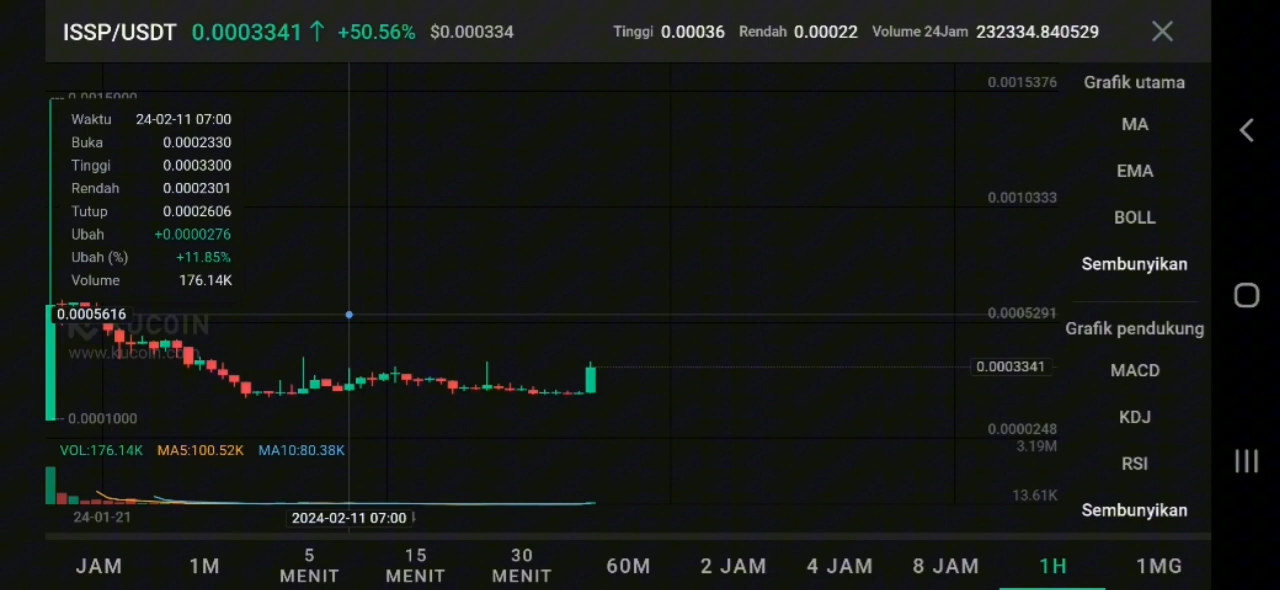 ISSP/USDT 0.0003341 ↑ +50.56% $0.000334 Tinggi 0.00036 Rendah 0.00022 Volume 24Jam 232334.840529
0.0015376 Grafik utama
0.0015000
Waktu 24-02-11 07:00
Buka 0.0002330
Tinggi 0.0003300
Rendah 0.0002301
Tutup 0.0002606
Ubah +0.0000276
Ubah (%) +11.85%
Volume 176.14K
MA
EMA
0.0010333
BOLL
Sembunyikan
0.0005616
0.0005291
KUCOIN
www.kucoin.com
Grafik pendukung
0.0003341
MACD
0.0001000
KDJ
0.0000248
3.19M
VOL:176.14K MA5:100.52K MA10:80.38K
RSI
13.61K
Sembunyikan
24-01-21
2024-02-11 07:00
JAM 1M 5 MENIT 15 MENIT 30 MENIT 60M 2 JAM 4 JAM 8 JAM 1H 1MG